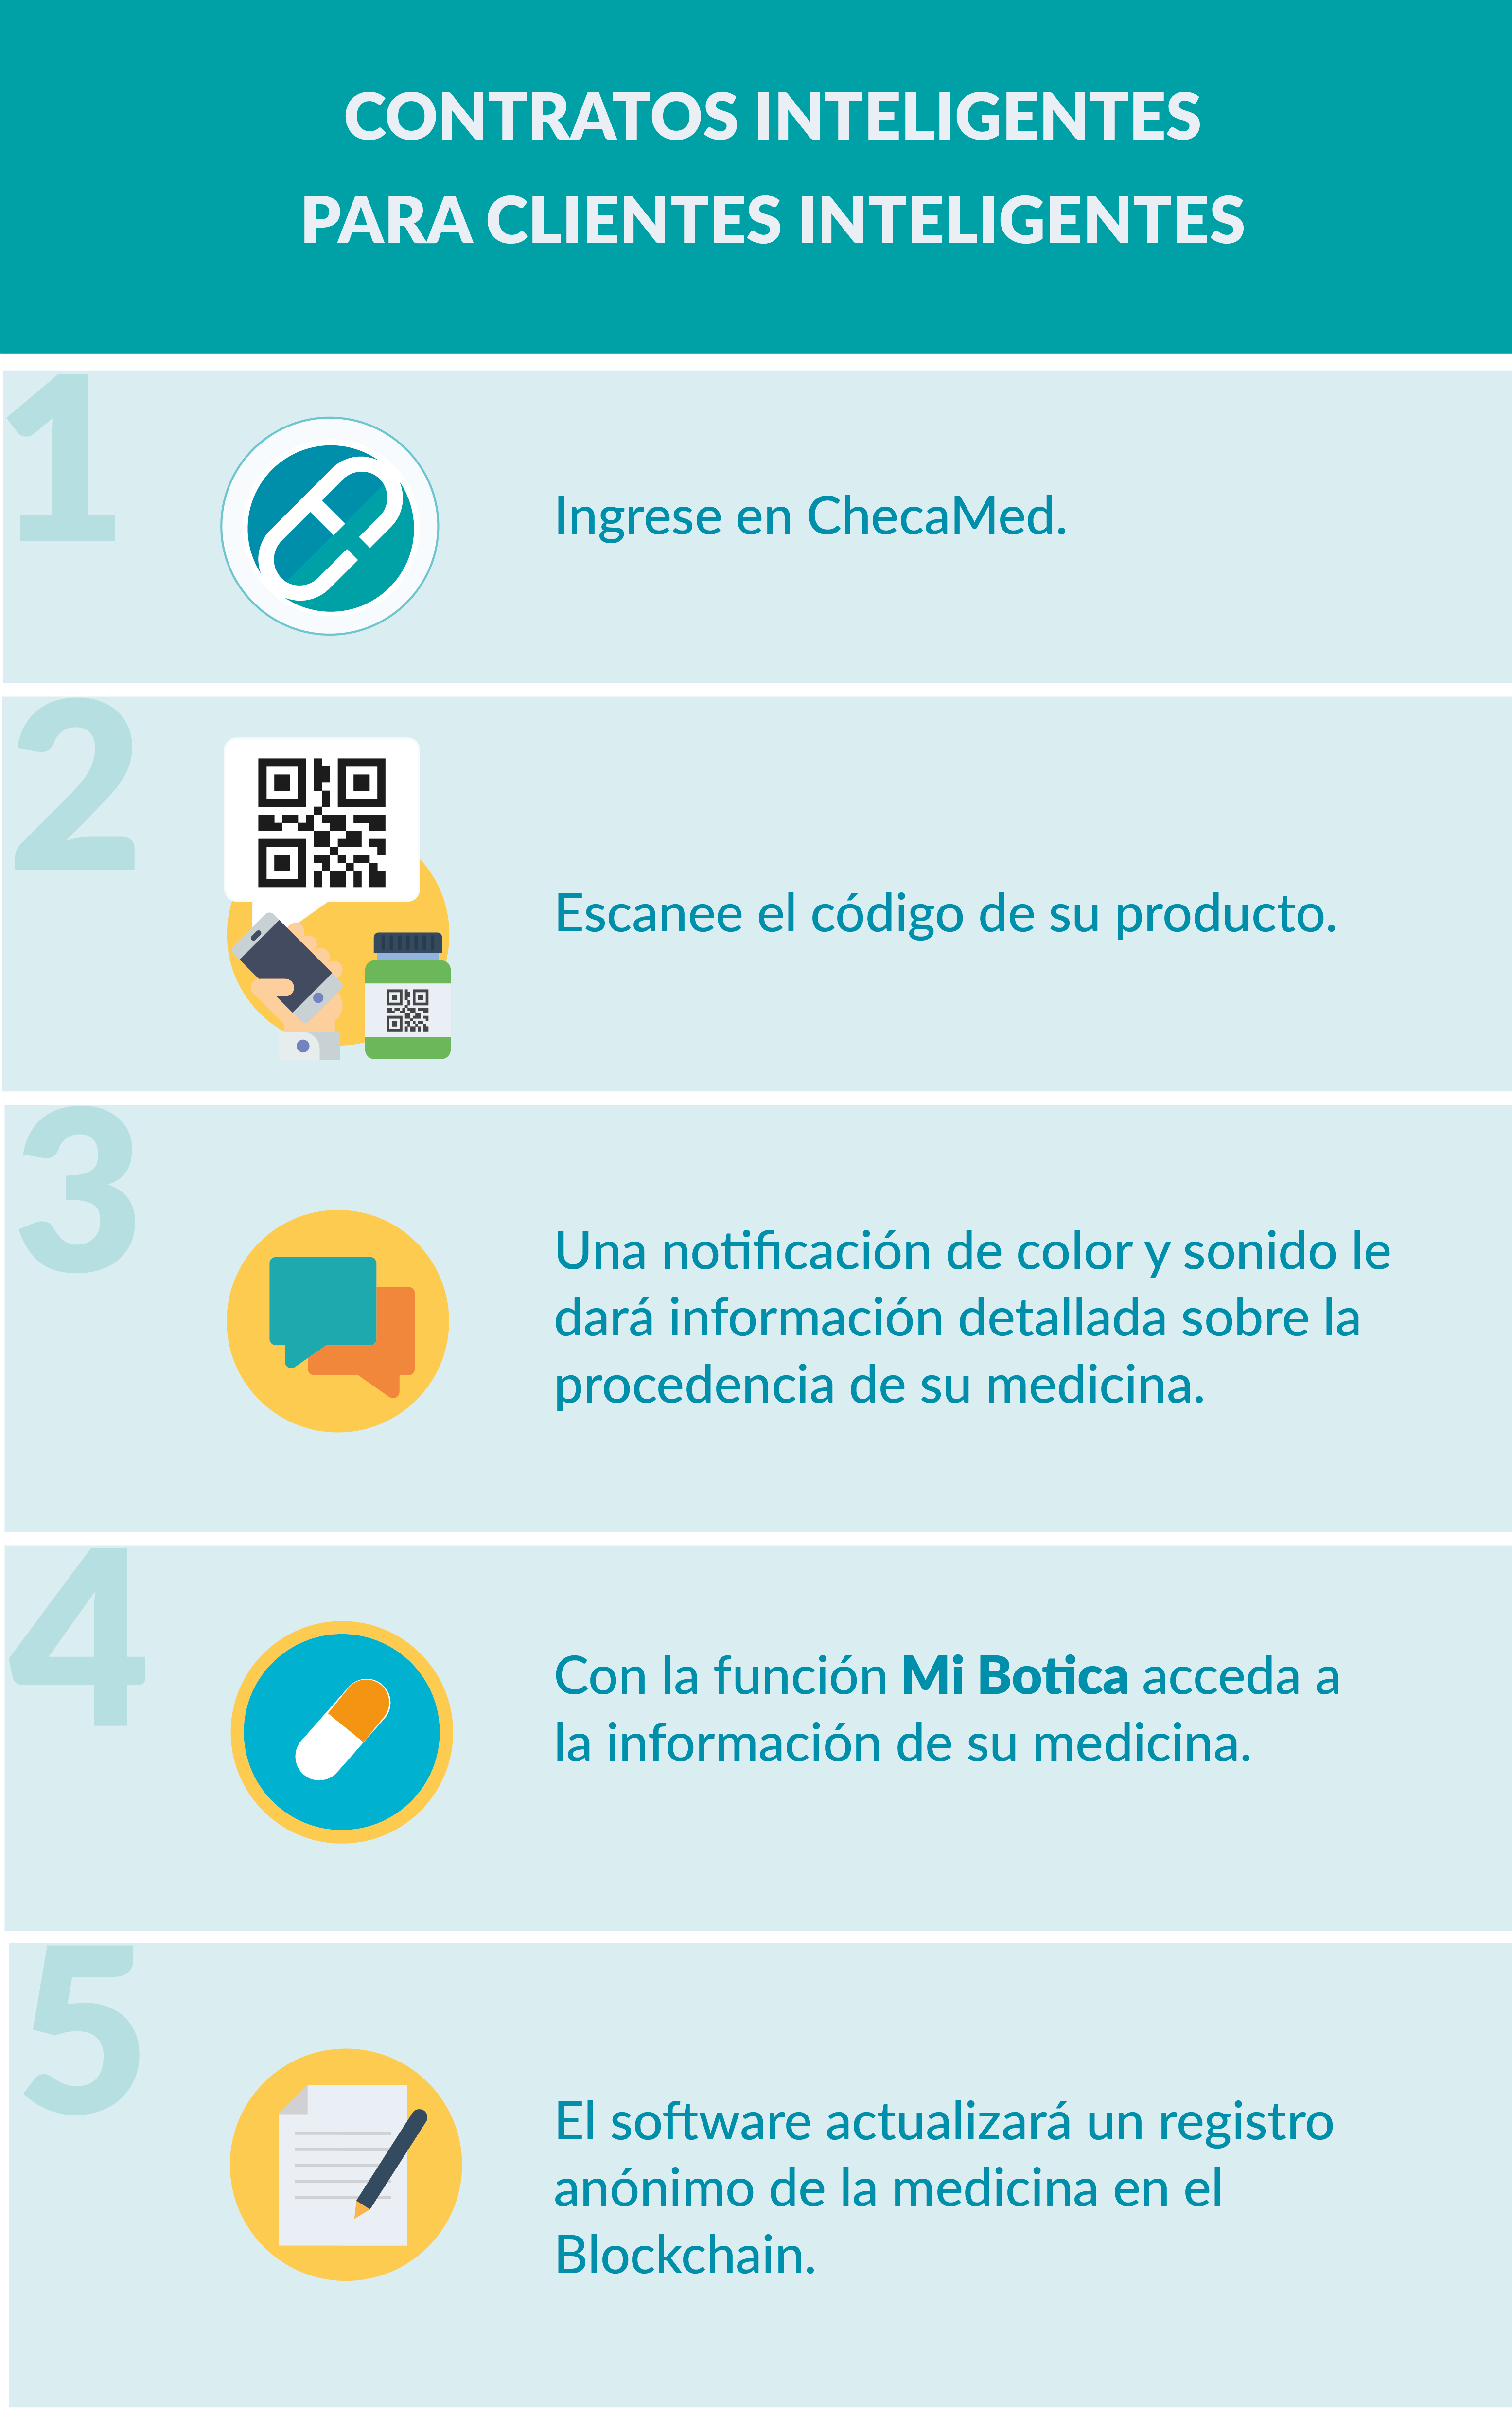 CONTRATOS INTELIGENTES
PARA CLIENTES INTELIGENTES
1
Ingrese en ChecaMed.
2
Escanee el código de su producto.
3
Una notificación de color y sonido le
dará información detallada sobre la
procedencia de su medicina.
4
Con la función Mi Botica acceda a
la información de su medicina.
5
El software actualizará un registro
anónimo de la medicina en el
Blockchain.